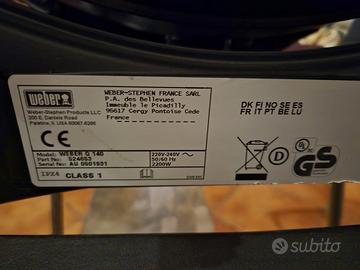 weber
Weber-Stephen Products LLC
200 E. Daniels Road
Palatine, IL USA 60067-6266
CE
WEBER-STEPHEN FRANCE SARL
P.A. des Bellevues
Immeuble le Picadilly
95617 Cergy Pontoise Cede
France
DK FI NO SE ES
FR IT PT BE LU
Model WEBER Q 140
Part No 524653
Serial No AU 0001931
220V-240V ~
50/60 Hz
2200W
IPX4 CLASS 1
GS
subito